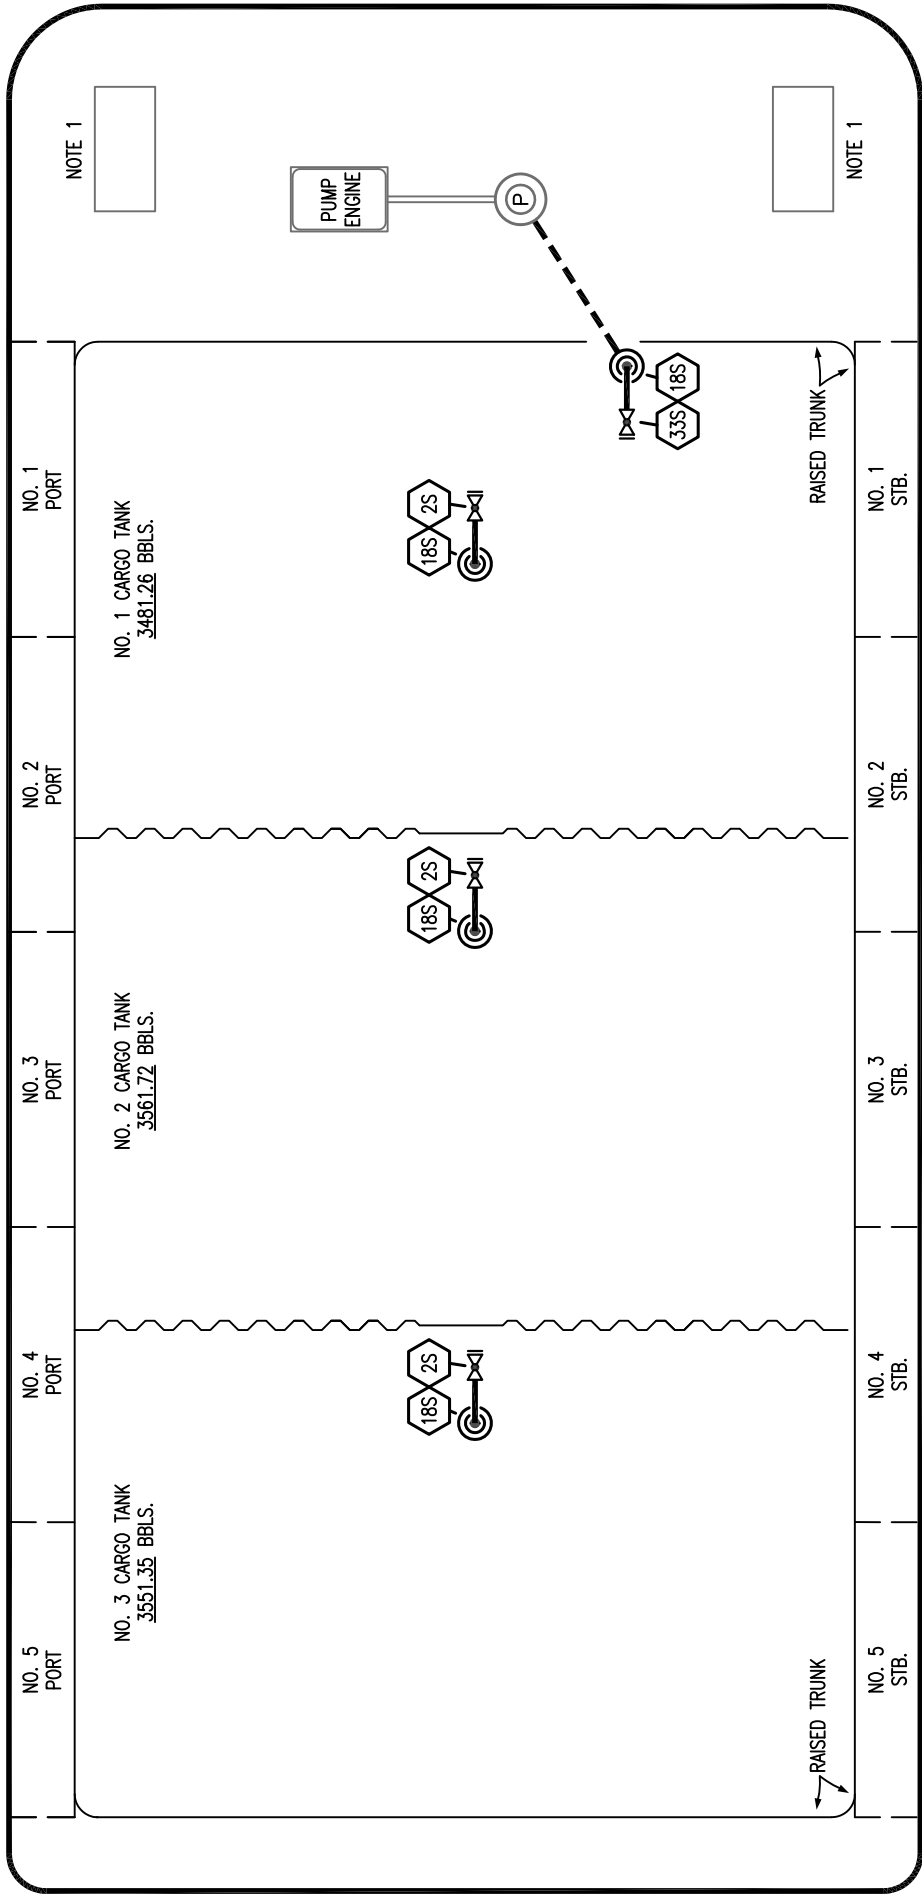 NOTE 1
PUMP
ENGINE
P
NOTE 1
NO. 1
PORT
NO. 2
PORT
NO. 3
PORT
NO. 4
PORT
NO. 5
PORT
NO. 1 CARGO TANK
3481.26 BBLS.
NO. 2 CARGO TANK
3561.72 BBLS.
NO. 3 CARGO TANK
3551.35 BBLS.
18S
2S
18S
2S
18S
2S
33S
18S
RAISED TRUNK
RAISED TRUNK
NO. 1
STB.
NO. 2
STB.
NO. 3
STB.
NO. 4
STB.
NO. 5
STB.